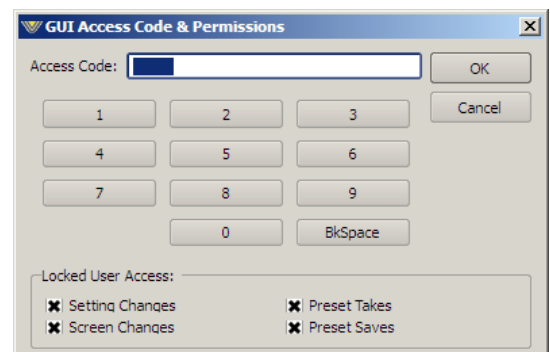 GUI Access Code & Permissions
Access Code:
OK
1 2 3
Cancel
4 5 6
7 8 9
0 BkSpace
Locked User Access:
Setting Changes Preset Takes
Screen Changes Preset Saves